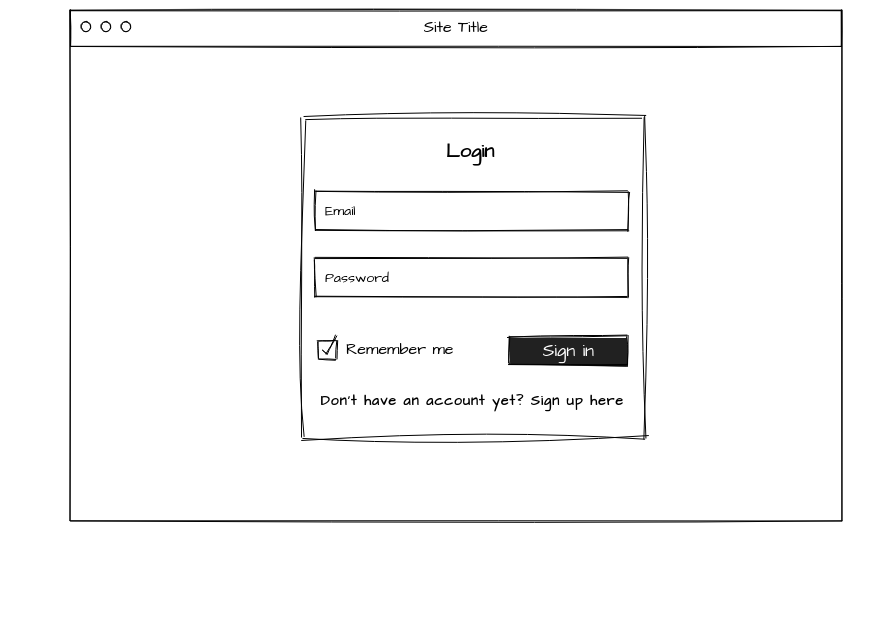 Site Title
Login
Email
Password
Remember me
Sign in
Don't have an account yet? Sign up here